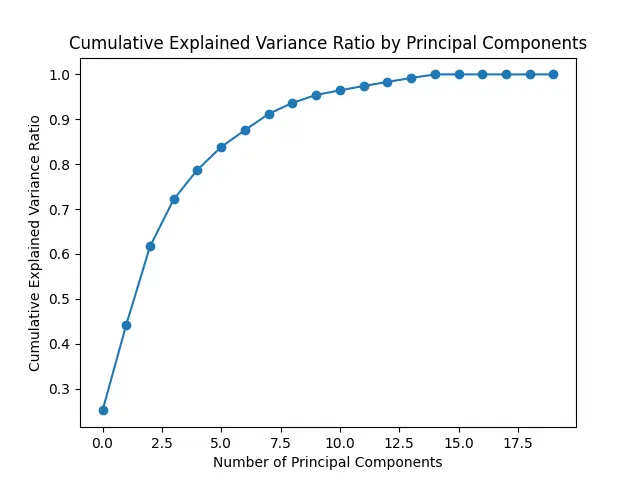 Cumulative Explained Variance Ratio by Principal Components
1.0
0.9
0.8
0.7
0.6
0.5
0.4
0.3
Cumulative Explained Variance Ratio
0.0 2.5 5.0 7.5 10.0 12.5 15.0 17.5
Number of Principal Components